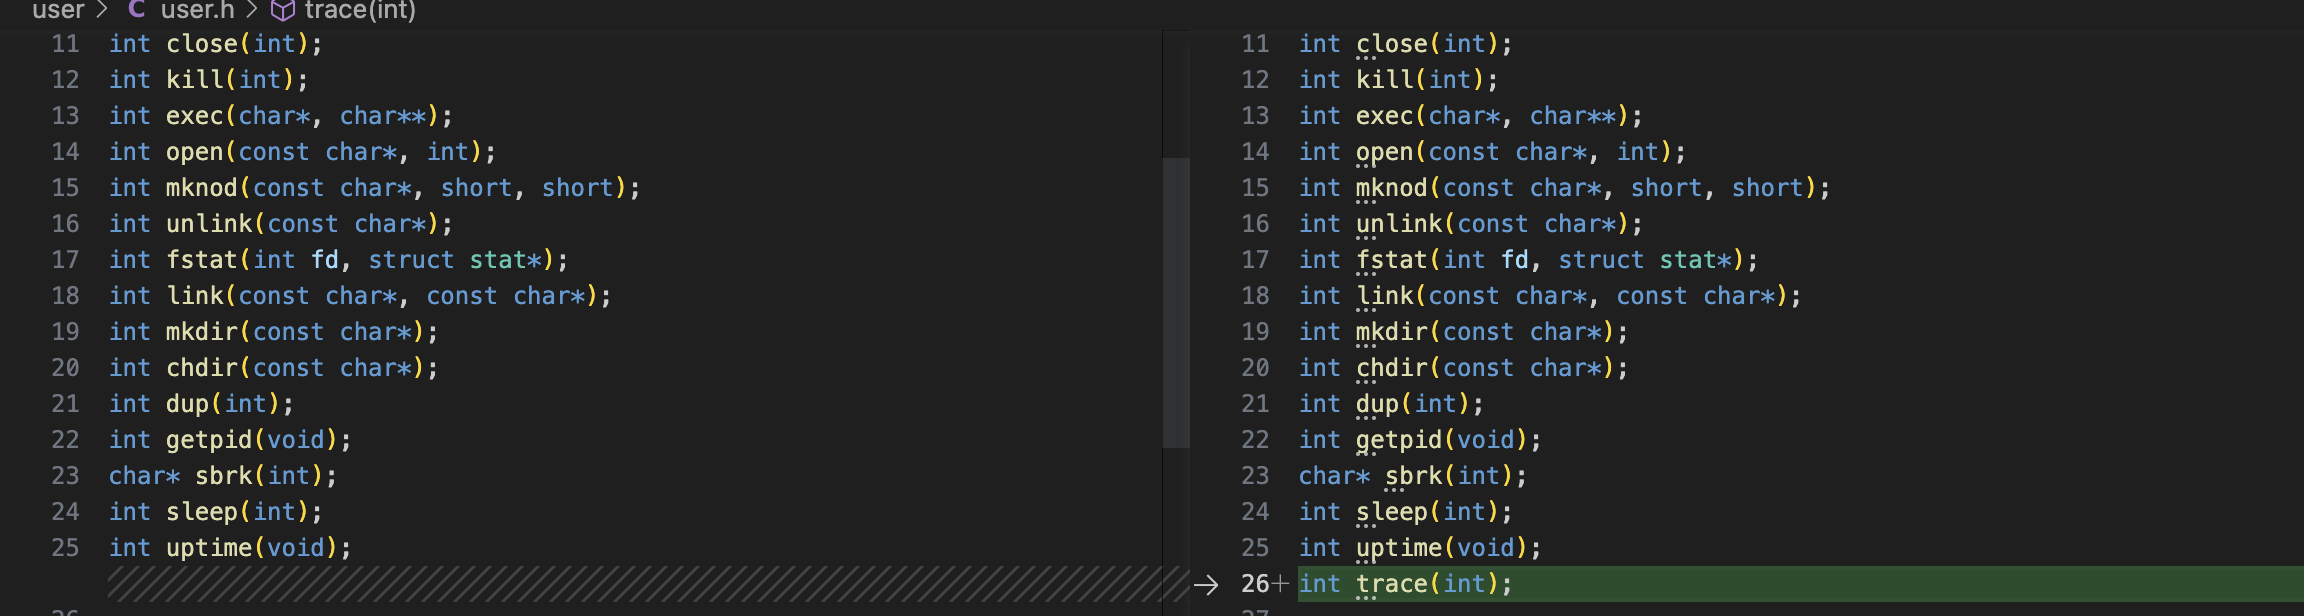 user > C user.h > trace(int)
11 int close(int);
12 int kill(int);
13 int exec(char*, char**);
14 int open(const char*, int);
15 int mknod(const char*, short, short);
16 int unlink(const char*);
17 int fstat(int fd, struct stat*);
18 int link(const char*, const char*);
19 int mkdir(const char*);
20 int chdir(const char*);
21 int dup(int);
22 int getpid(void);
23 char* sbrk(int);
24 int sleep(int);
25 int uptime(void);
11 int close(int);
12 int kill(int);
13 int exec(char*, char**);
14 int open(const char*, int);
15 int mknod(const char*, short, short);
16 int unlink(const char*);
17 int fstat(int fd, struct stat*);
18 int link(const char*, const char*);
19 int mkdir(const char*);
20 int chdir(const char*);
21 int dup(int);
22 int getpid(void);
23 char* sbrk(int);
24 int sleep(int);
25 int uptime(void);
→ 26+ int trace(int);